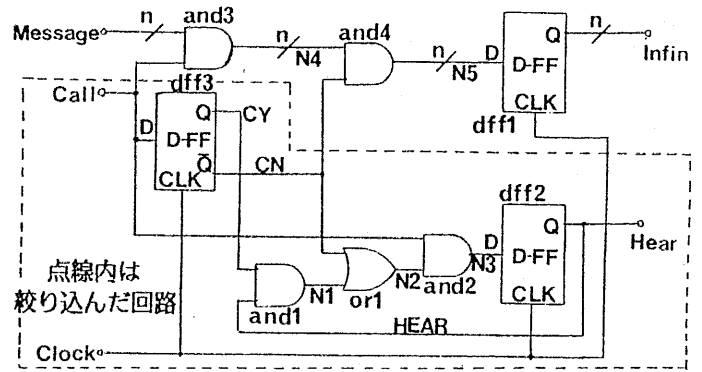 Message
n
and3
n
N4
and4
n
N5
D
Q
D-FF
CLK
dff1
n
Infin
Call
dff3
D
Q
D-FF
Q̄
CLK
CY
CN
and1
N1
or1
N2
and2
D
N3
dff2
Q
D-FF
CLK
Hear
HEAR
点線内は
絞り込んだ回路
Clock